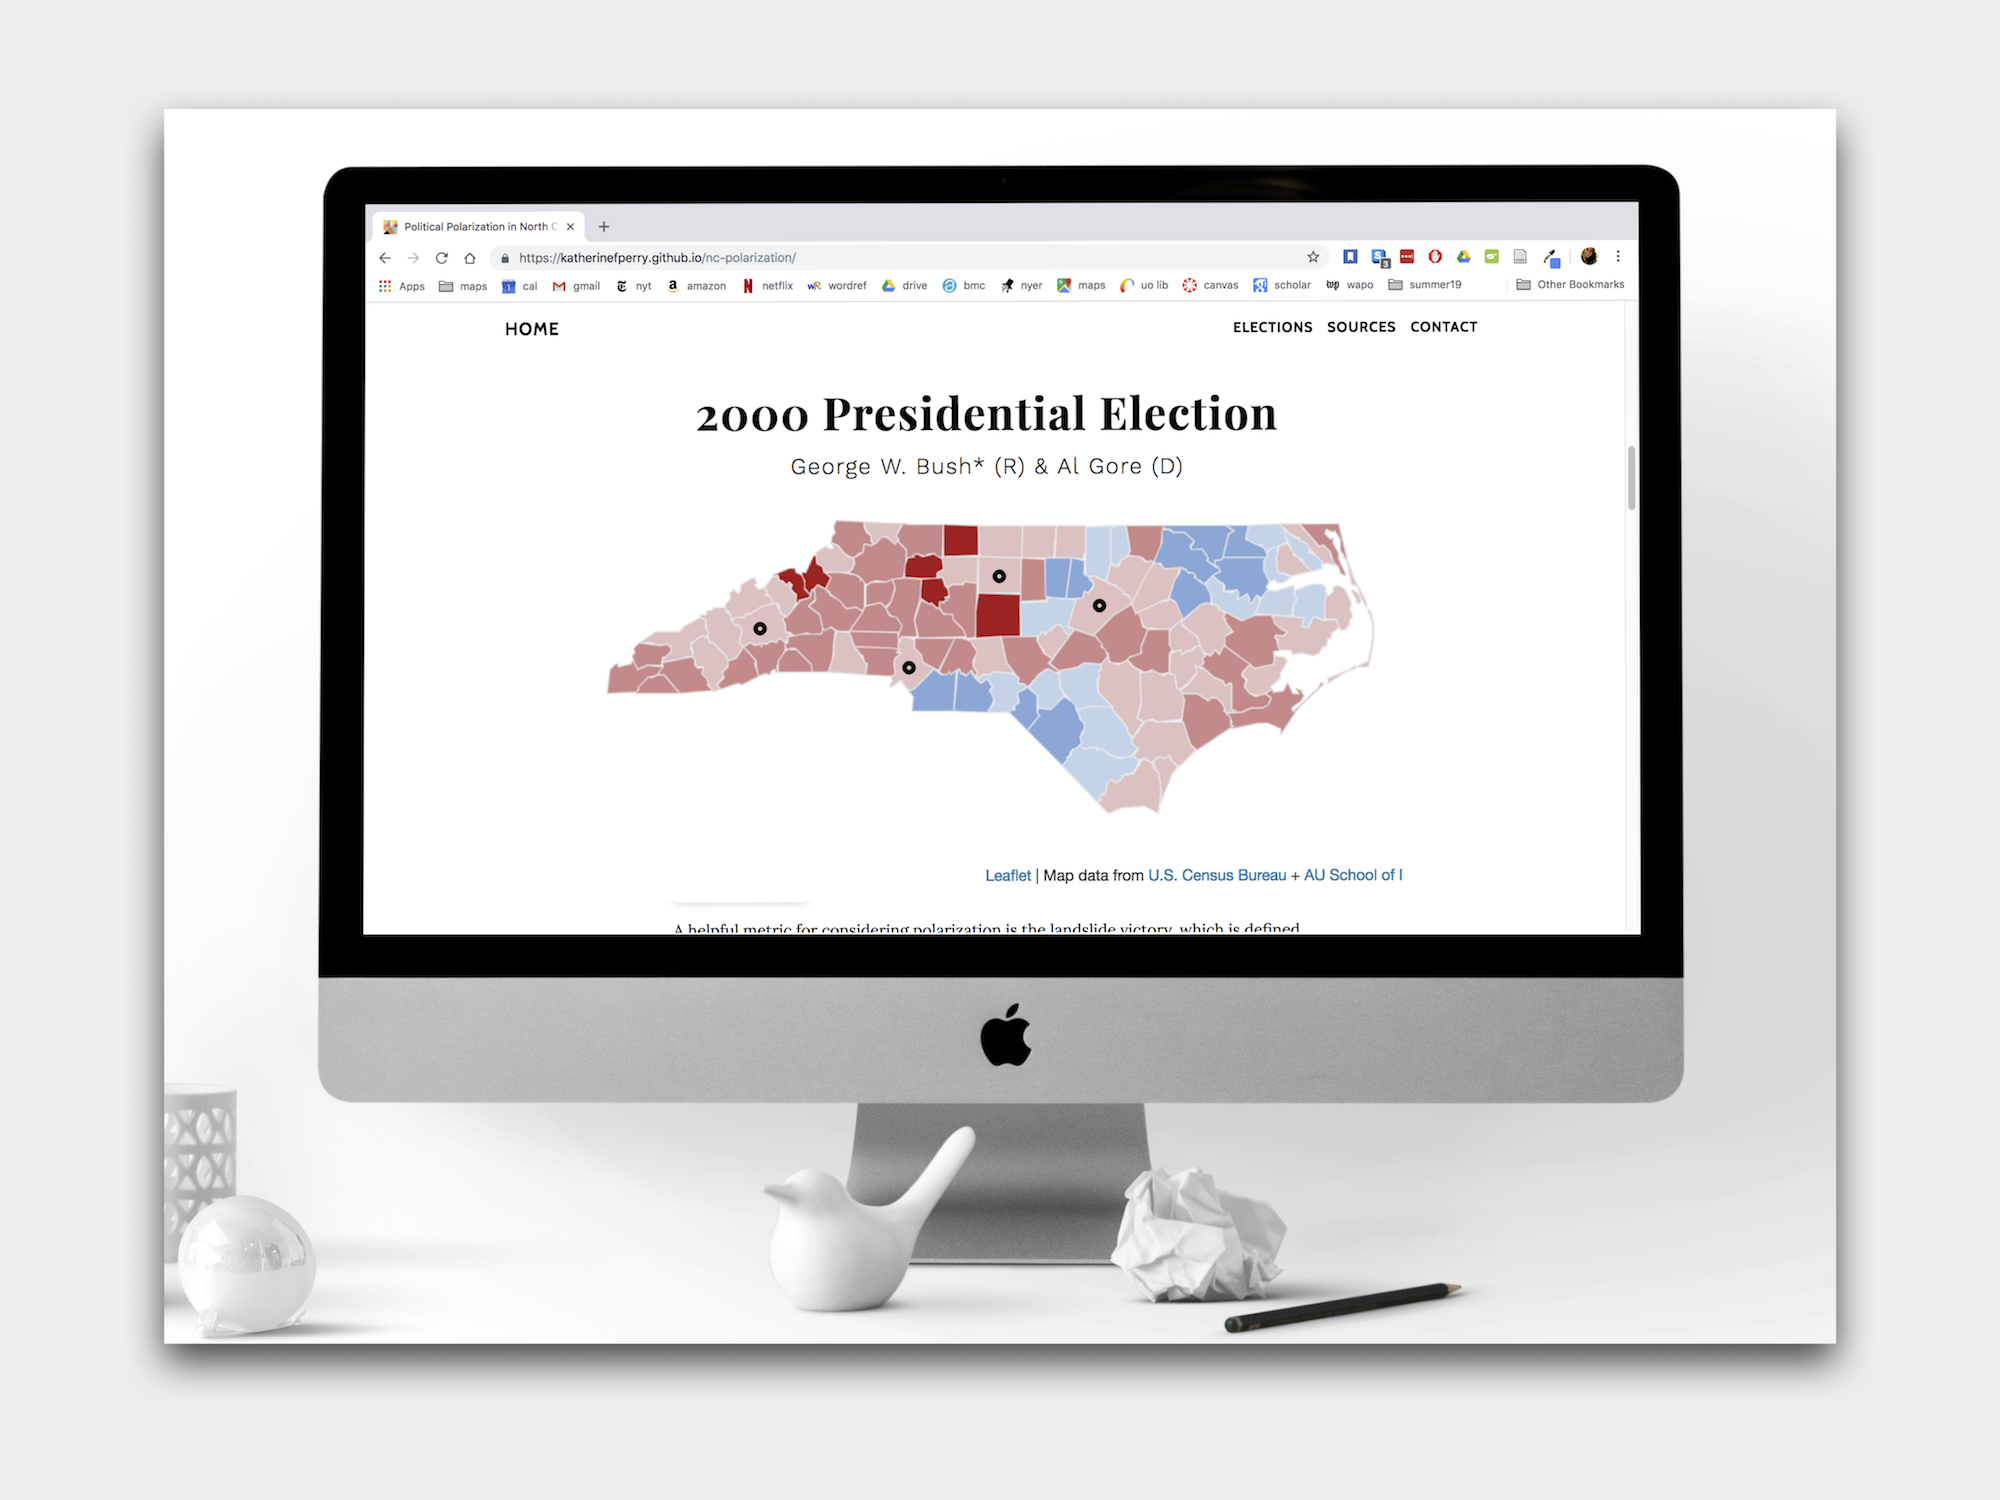 Political Polarization in North C
https://katherinefperry.github.io/nc-polarization/
3
Apps maps cal gmail nyt amazon netflix wordref drive bmc nyer maps uo lib canvas scholar wapo summer19 Other Bookmarks
HOME ELECTIONS SOURCES CONTACT
2000 Presidential Election
George W. Bush* (R) & Al Gore (D)
Leaflet | Map data from U.S. Census Bureau + AU School of I
A helpful metric for considering polarization is the landslide victory, which is defined